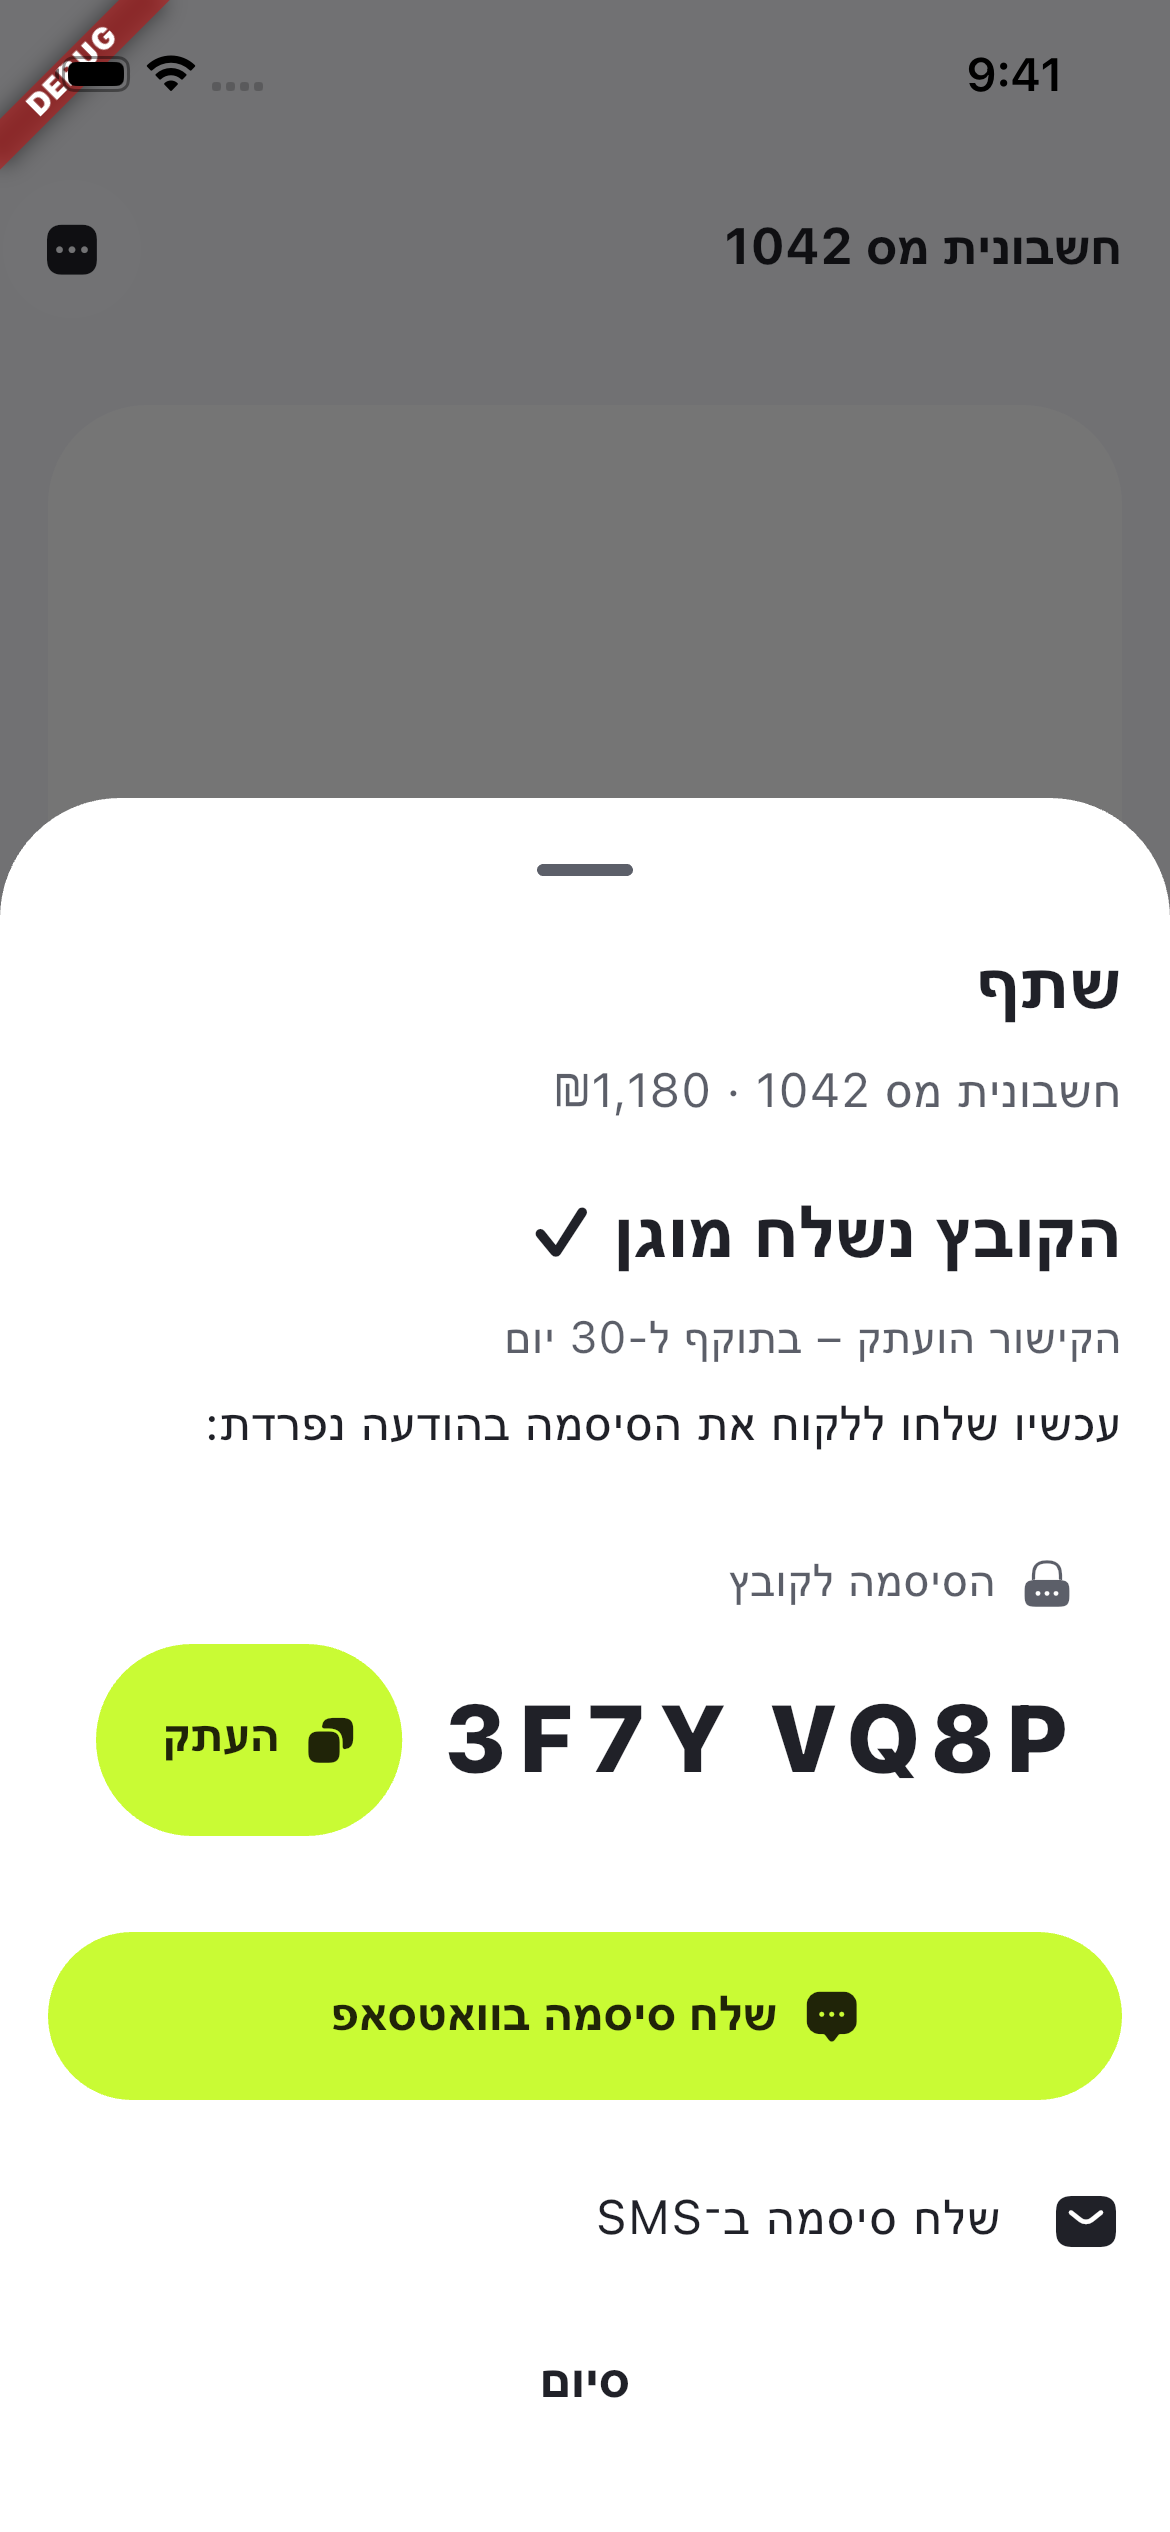 DEBUG
9:41
חשבונית מס 1042
שתף
חשבונית מס 1042 · ₪1,180
הקובץ נשלח מוגן
הקישור הועתק – בתוקף ל-30 יום
עכשיו שלחו ללקוח את הסיסמה בהודעה נפרדת:
הסיסמה לקובץ
3F7Y VQ8P
העתק
שלח סיסמה בוואטסאפ
שלח סיסמה ב־SMS
סיום